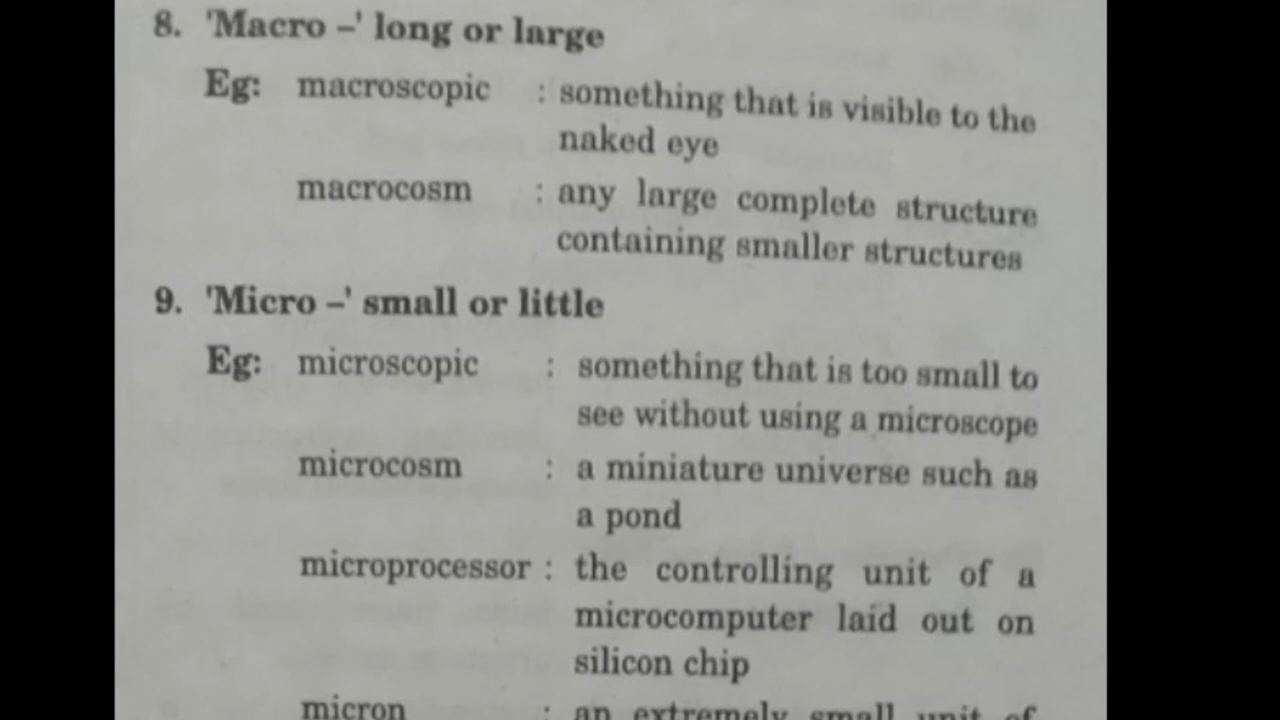 8. 'Macro –' long or large
Eg: macroscopic : something that is visible to the
naked eye
macrocosm : any large complete structure
containing smaller structures
9. 'Micro –' small or little
Eg: microscopic : something that is too small to
see without using a microscope
microcosm : a miniature universe such as
a pond
microprocessor : the controlling unit of a
microcomputer laid out on
silicon chip
micron : an extremely small unit of